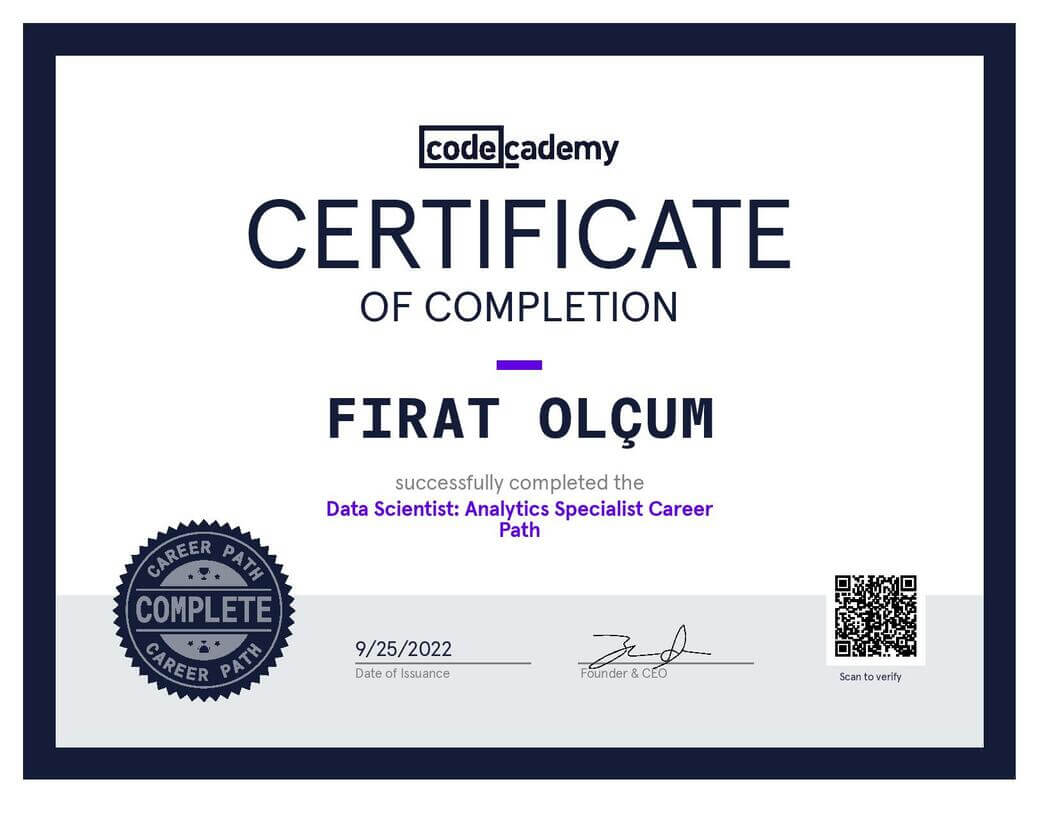 codecademy
CERTIFICATE
OF COMPLETION
FIRAT OLÇUM
successfully completed the
Data Scientist: Analytics Specialist Career
Path
CAREER PATH
COMPLETE
CAREER PATH
9/25/2022
Date of Issuance
Founder & CEO
Scan to verify